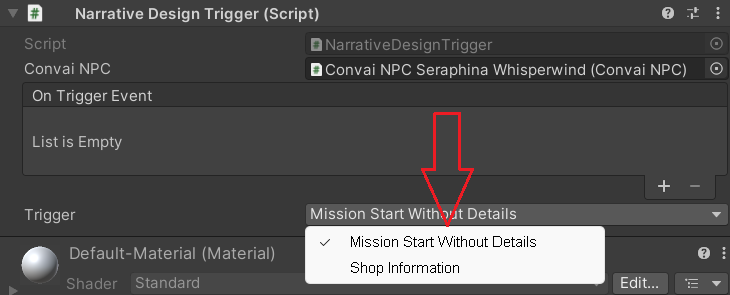 Narrative Design Trigger (Script)
Script
NarrativeDesignTrigger
Convai NPC
Convai NPC Seraphina Whisperwind (Convai NPC)
On Trigger Event
List is Empty
Trigger
Mission Start Without Details
Mission Start Without Details
Shop Information
Default-Material (Material)
Shader
Standard
Edit...